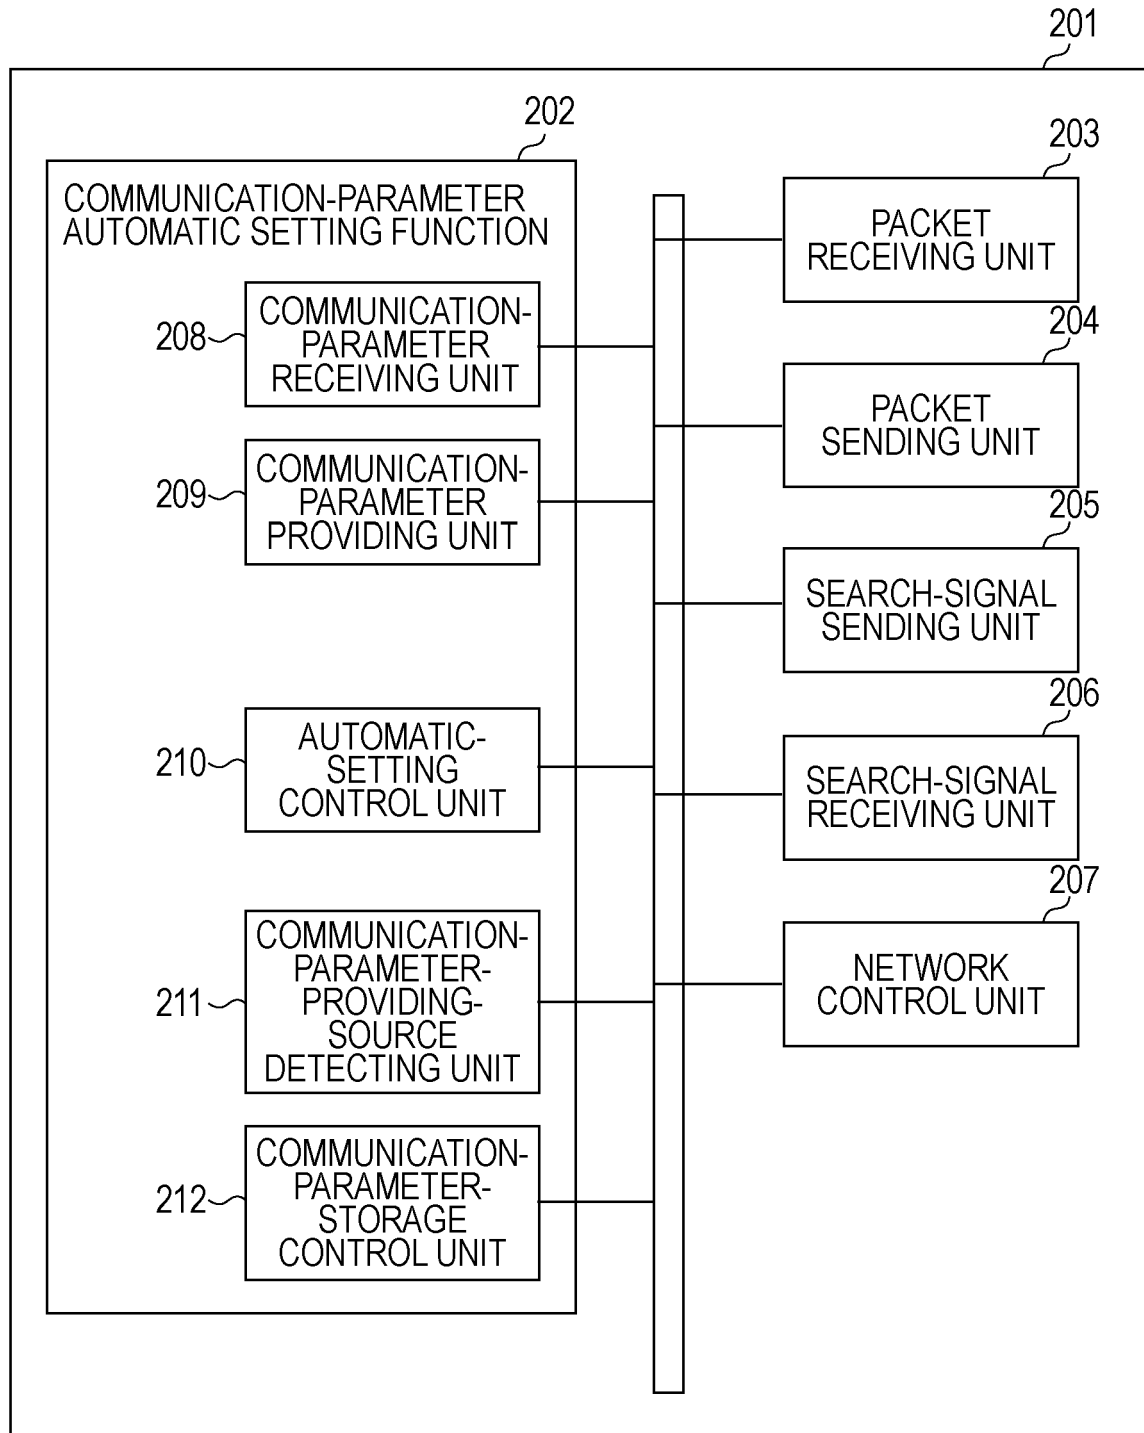 201
202
COMMUNICATION-PARAMETER
AUTOMATIC SETTING FUNCTION
208
COMMUNICATION-
PARAMETER
RECEIVING UNIT
209
COMMUNICATION-
PARAMETER
PROVIDING UNIT
210
AUTOMATIC-
SETTING
CONTROL UNIT
211
COMMUNICATION-
PARAMETER-
PROVIDING-
SOURCE
DETECTING UNIT
212
COMMUNICATION-
PARAMETER-
STORAGE
CONTROL UNIT
203
PACKET
RECEIVING UNIT
204
PACKET
SENDING UNIT
205
SEARCH-SIGNAL
SENDING UNIT
206
SEARCH-SIGNAL
RECEIVING UNIT
207
NETWORK
CONTROL UNIT